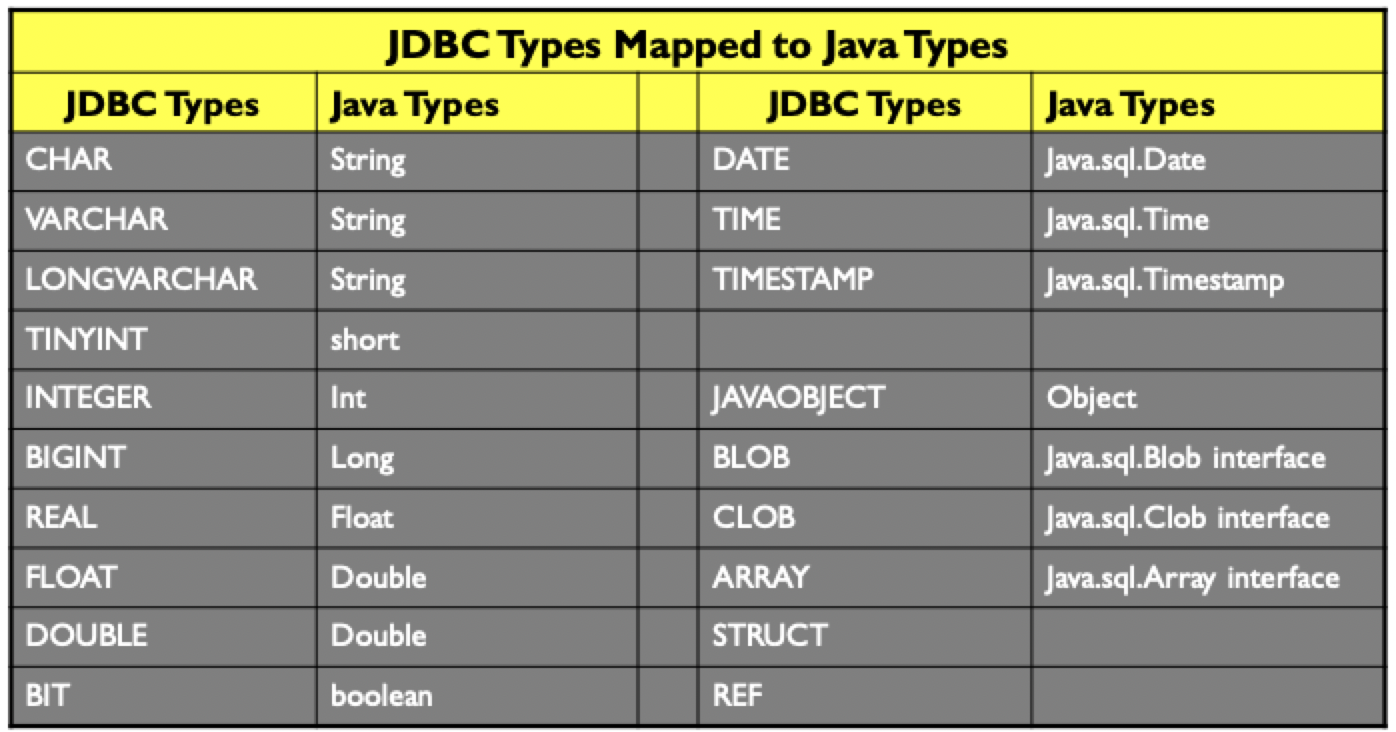 JDBC Types Mapped to Java Types
JDBC Types Java Types JDBC Types Java Types
CHAR String DATE Java.sql.Date
VARCHAR String TIME Java.sql.Time
LONGVARCHAR String TIMESTAMP Java.sql.Timestamp
TINYINT short
INTEGER Int JAVAOBJECT Object
BIGINT Long BLOB Java.sql.Blob interface
REAL Float CLOB Java.sql.Clob interface
FLOAT Double ARRAY Java.sql.Array interface
DOUBLE Double STRUCT
BIT boolean REF